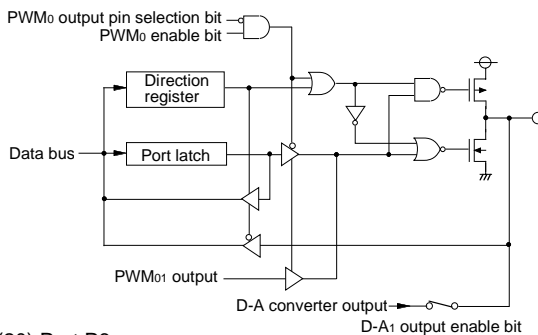 PWM₀ output pin selection bit
PWM₀ enable bit
Direction
register
Data bus
Port latch
PWM₀₁ output
D-A converter output
D-A₁ output enable bit